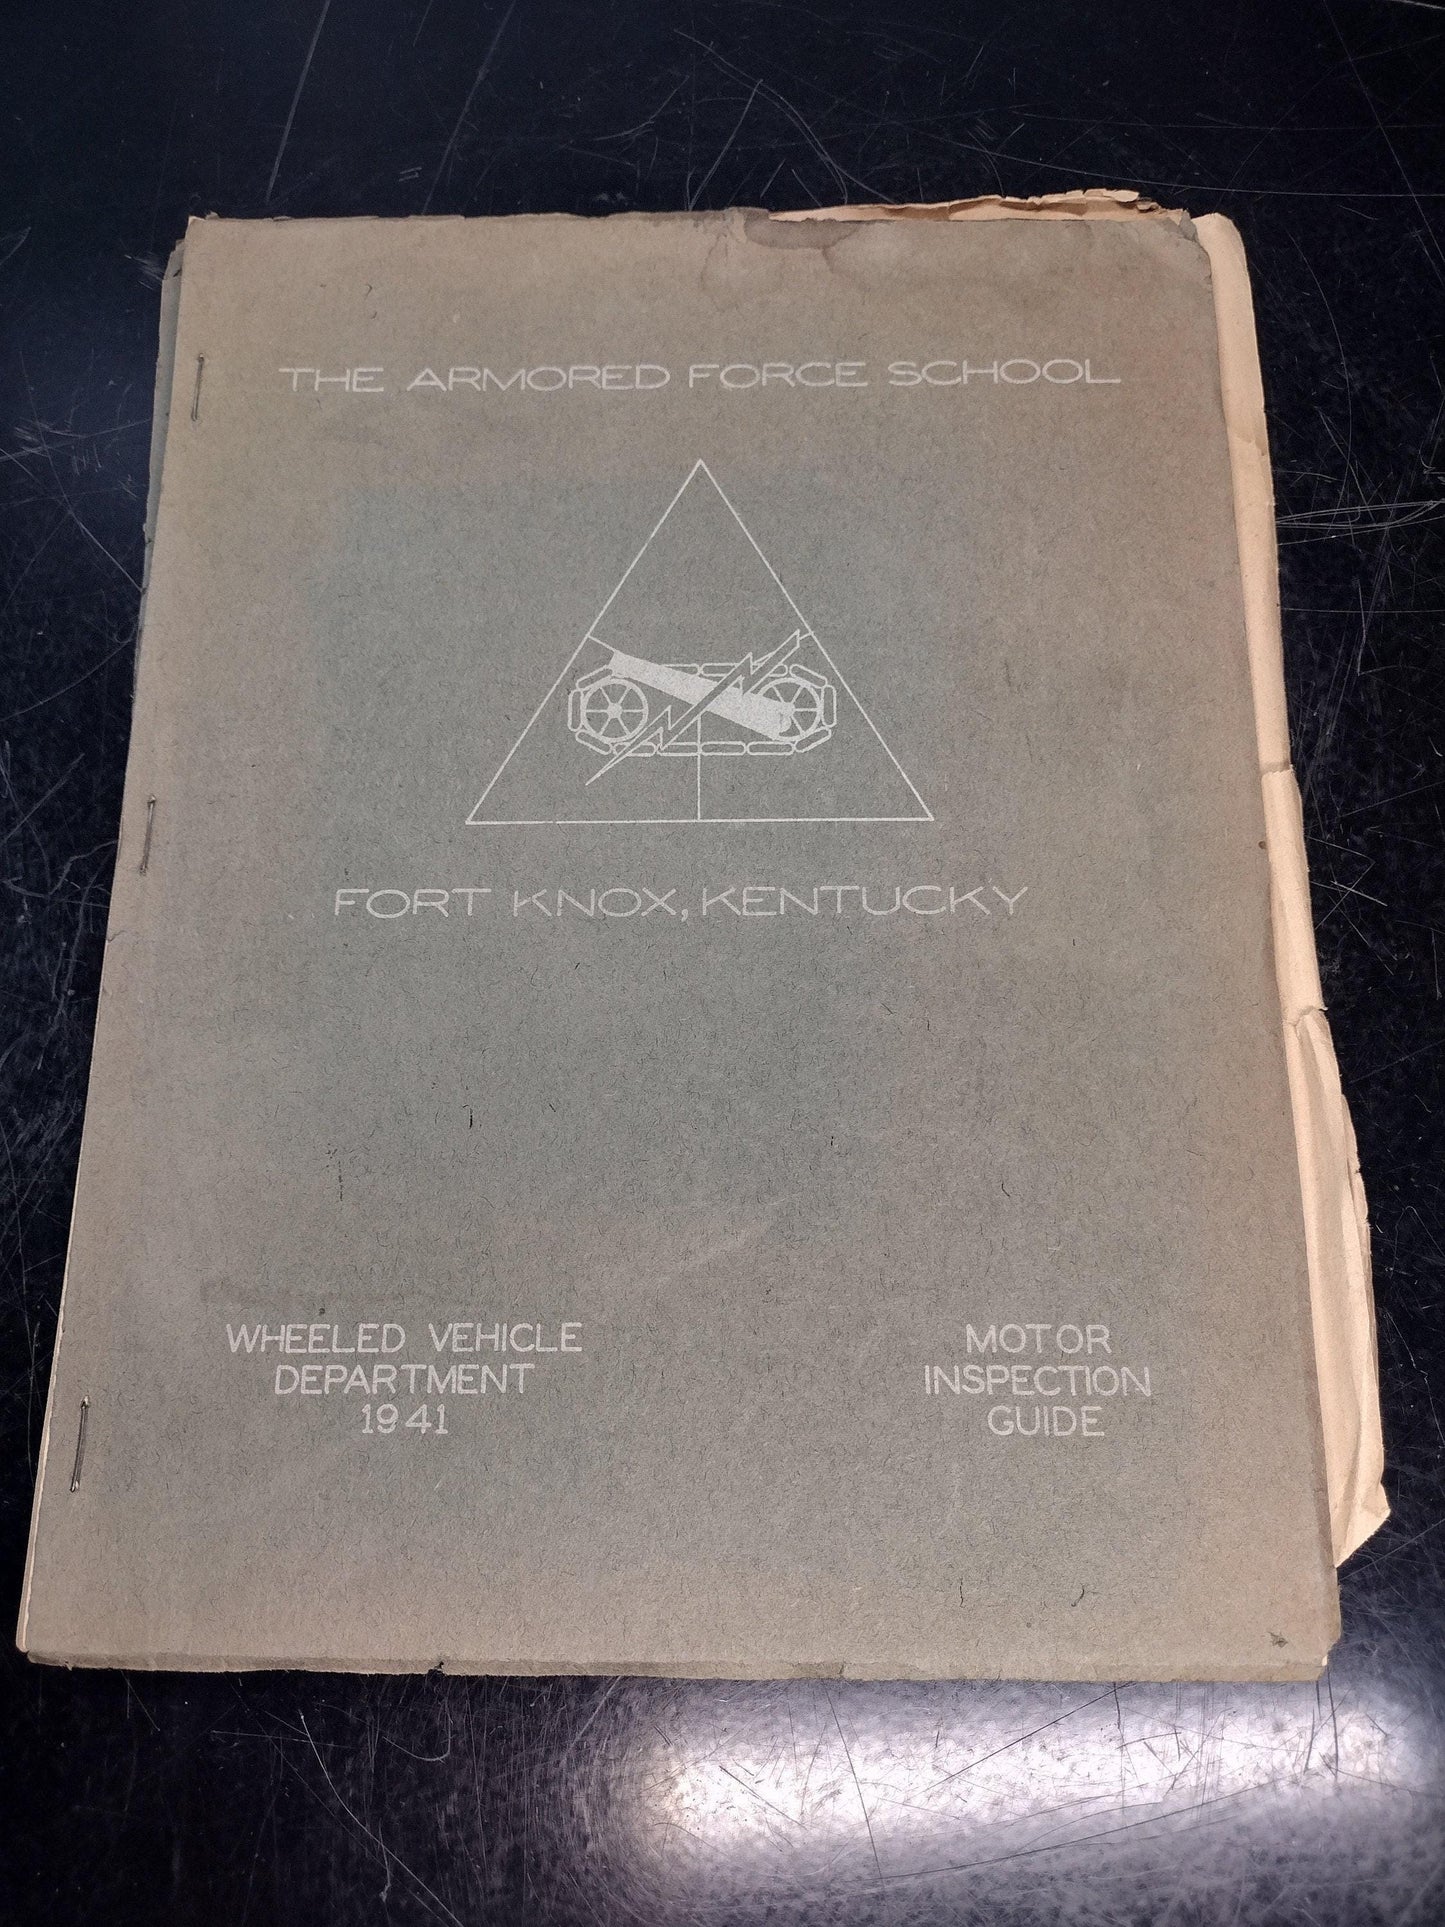 THE ARMORED FORCE SCHOOL
FORT KNOX, KENTUCKY
WHEELED VEHICLE
DEPARTMENT
1941
MOTOR
INSPECTION
GUIDE